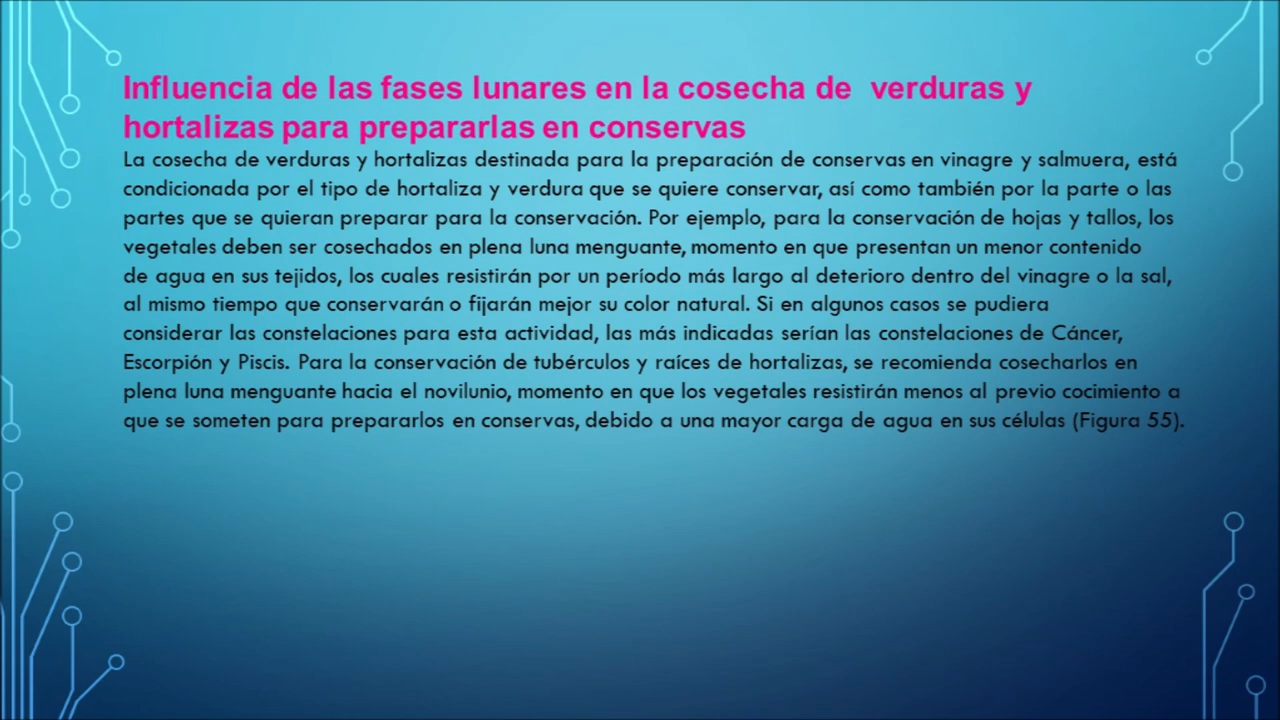 Influencia de las fases lunares en la cosecha de verduras y
hortalizas para prepararlas en conservas
La cosecha de verduras y hortalizas destinada para la preparación de conservas en vinagre y salmuera, está
condicionada por el tipo de hortaliza y verdura que se quiere conservar, así como también por la parte o las
partes que se quieran preparar para la conservación. Por ejemplo, para la conservación de hojas y tallos, los
vegetales deben ser cosechados en plena luna menguante, momento en que presentan un menor contenido
de agua en sus tejidos, los cuales resistirán por un período más largo al deterioro dentro del vinagre o la sal,
al mismo tiempo que conservarán o fijarán mejor su color natural. Si en algunos casos se pudiera
considerar las constelaciones para esta actividad, las más indicadas serían las constelaciones de Cáncer,
Escorpión y Piscis. Para la conservación de tubérculos y raíces de hortalizas, se recomienda cosecharlos en
plena luna menguante hacia el novilunio, momento en que los vegetales resistirán menos al previo cocimiento a
que se someten para prepararlos en conservas, debido a una mayor carga de agua en sus células (Figura 55).